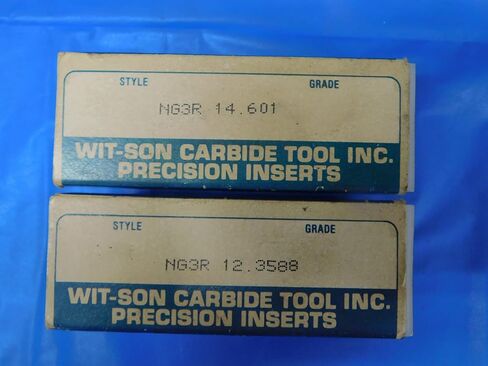 STYLE GRADE
NG3R 14.601
WIT-SON CARBIDE TOOL INC.
PRECISION INSERTS
STYLE GRADE
NG3R 12.3588
WIT-SON CARBIDE TOOL INC.
PRECISION INSERTS